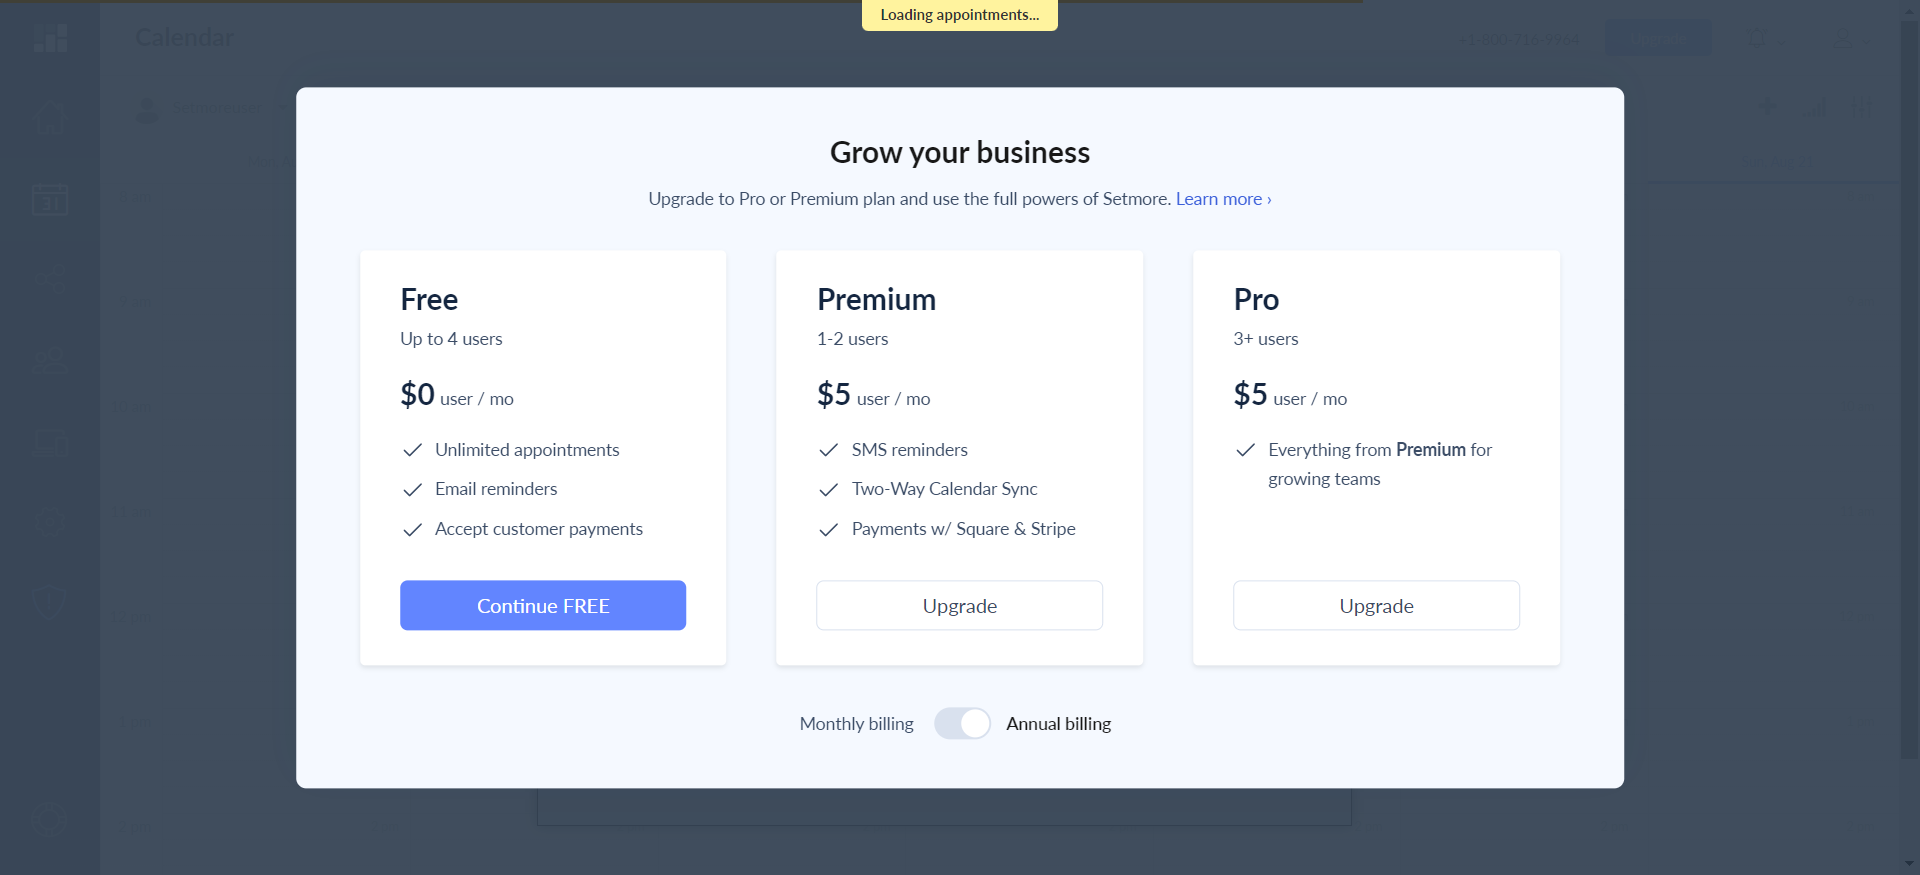 Loading appointments...
Calendar
+1-800-716-9964
Grow your business
Upgrade to Pro or Premium plan and use the full powers of Setmore. Learn more ›
Free
Up to 4 users
$0 user / mo
Unlimited appointments
Email reminders
Accept customer payments
Continue FREE
Premium
1-2 users
$5 user / mo
SMS reminders
Two-Way Calendar Sync
Payments w/ Square & Stripe
Upgrade
Pro
3+ users
$5 user / mo
Everything from Premium for
growing teams
Upgrade
Monthly billing
Annual billing